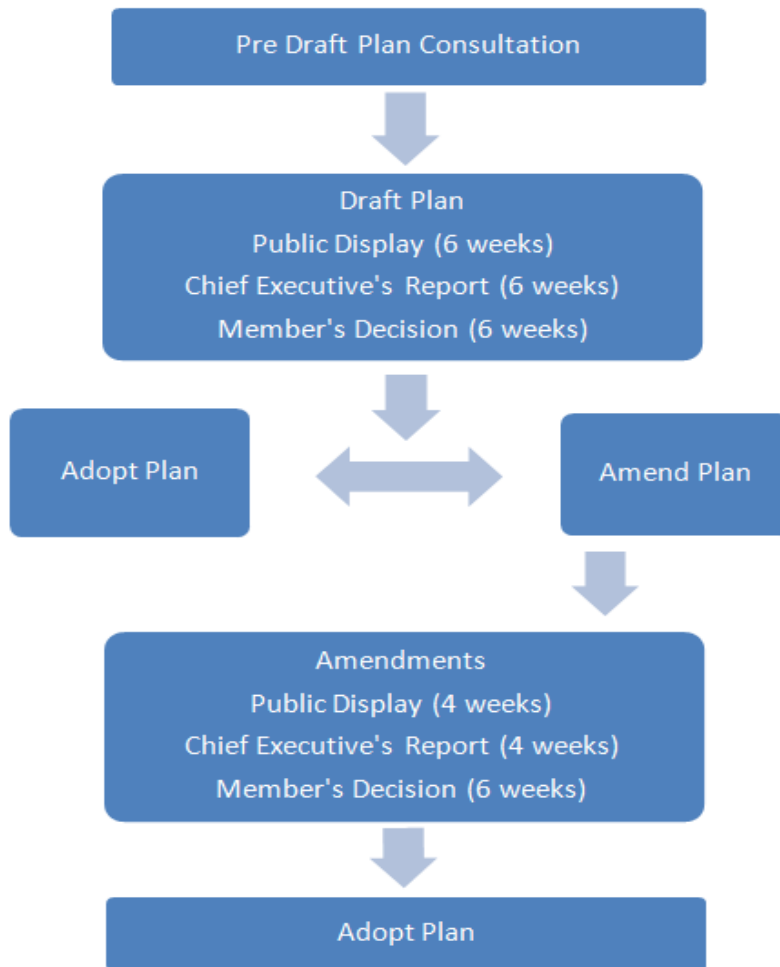 Pre Draft Plan Consultation
Draft Plan
Public Display (6 weeks)
Chief Executive's Report (6 weeks)
Member's Decision (6 weeks)
Adopt Plan
Amend Plan
Amendments
Public Display (4 weeks)
Chief Executive's Report (4 weeks)
Member's Decision (6 weeks)
Adopt Plan